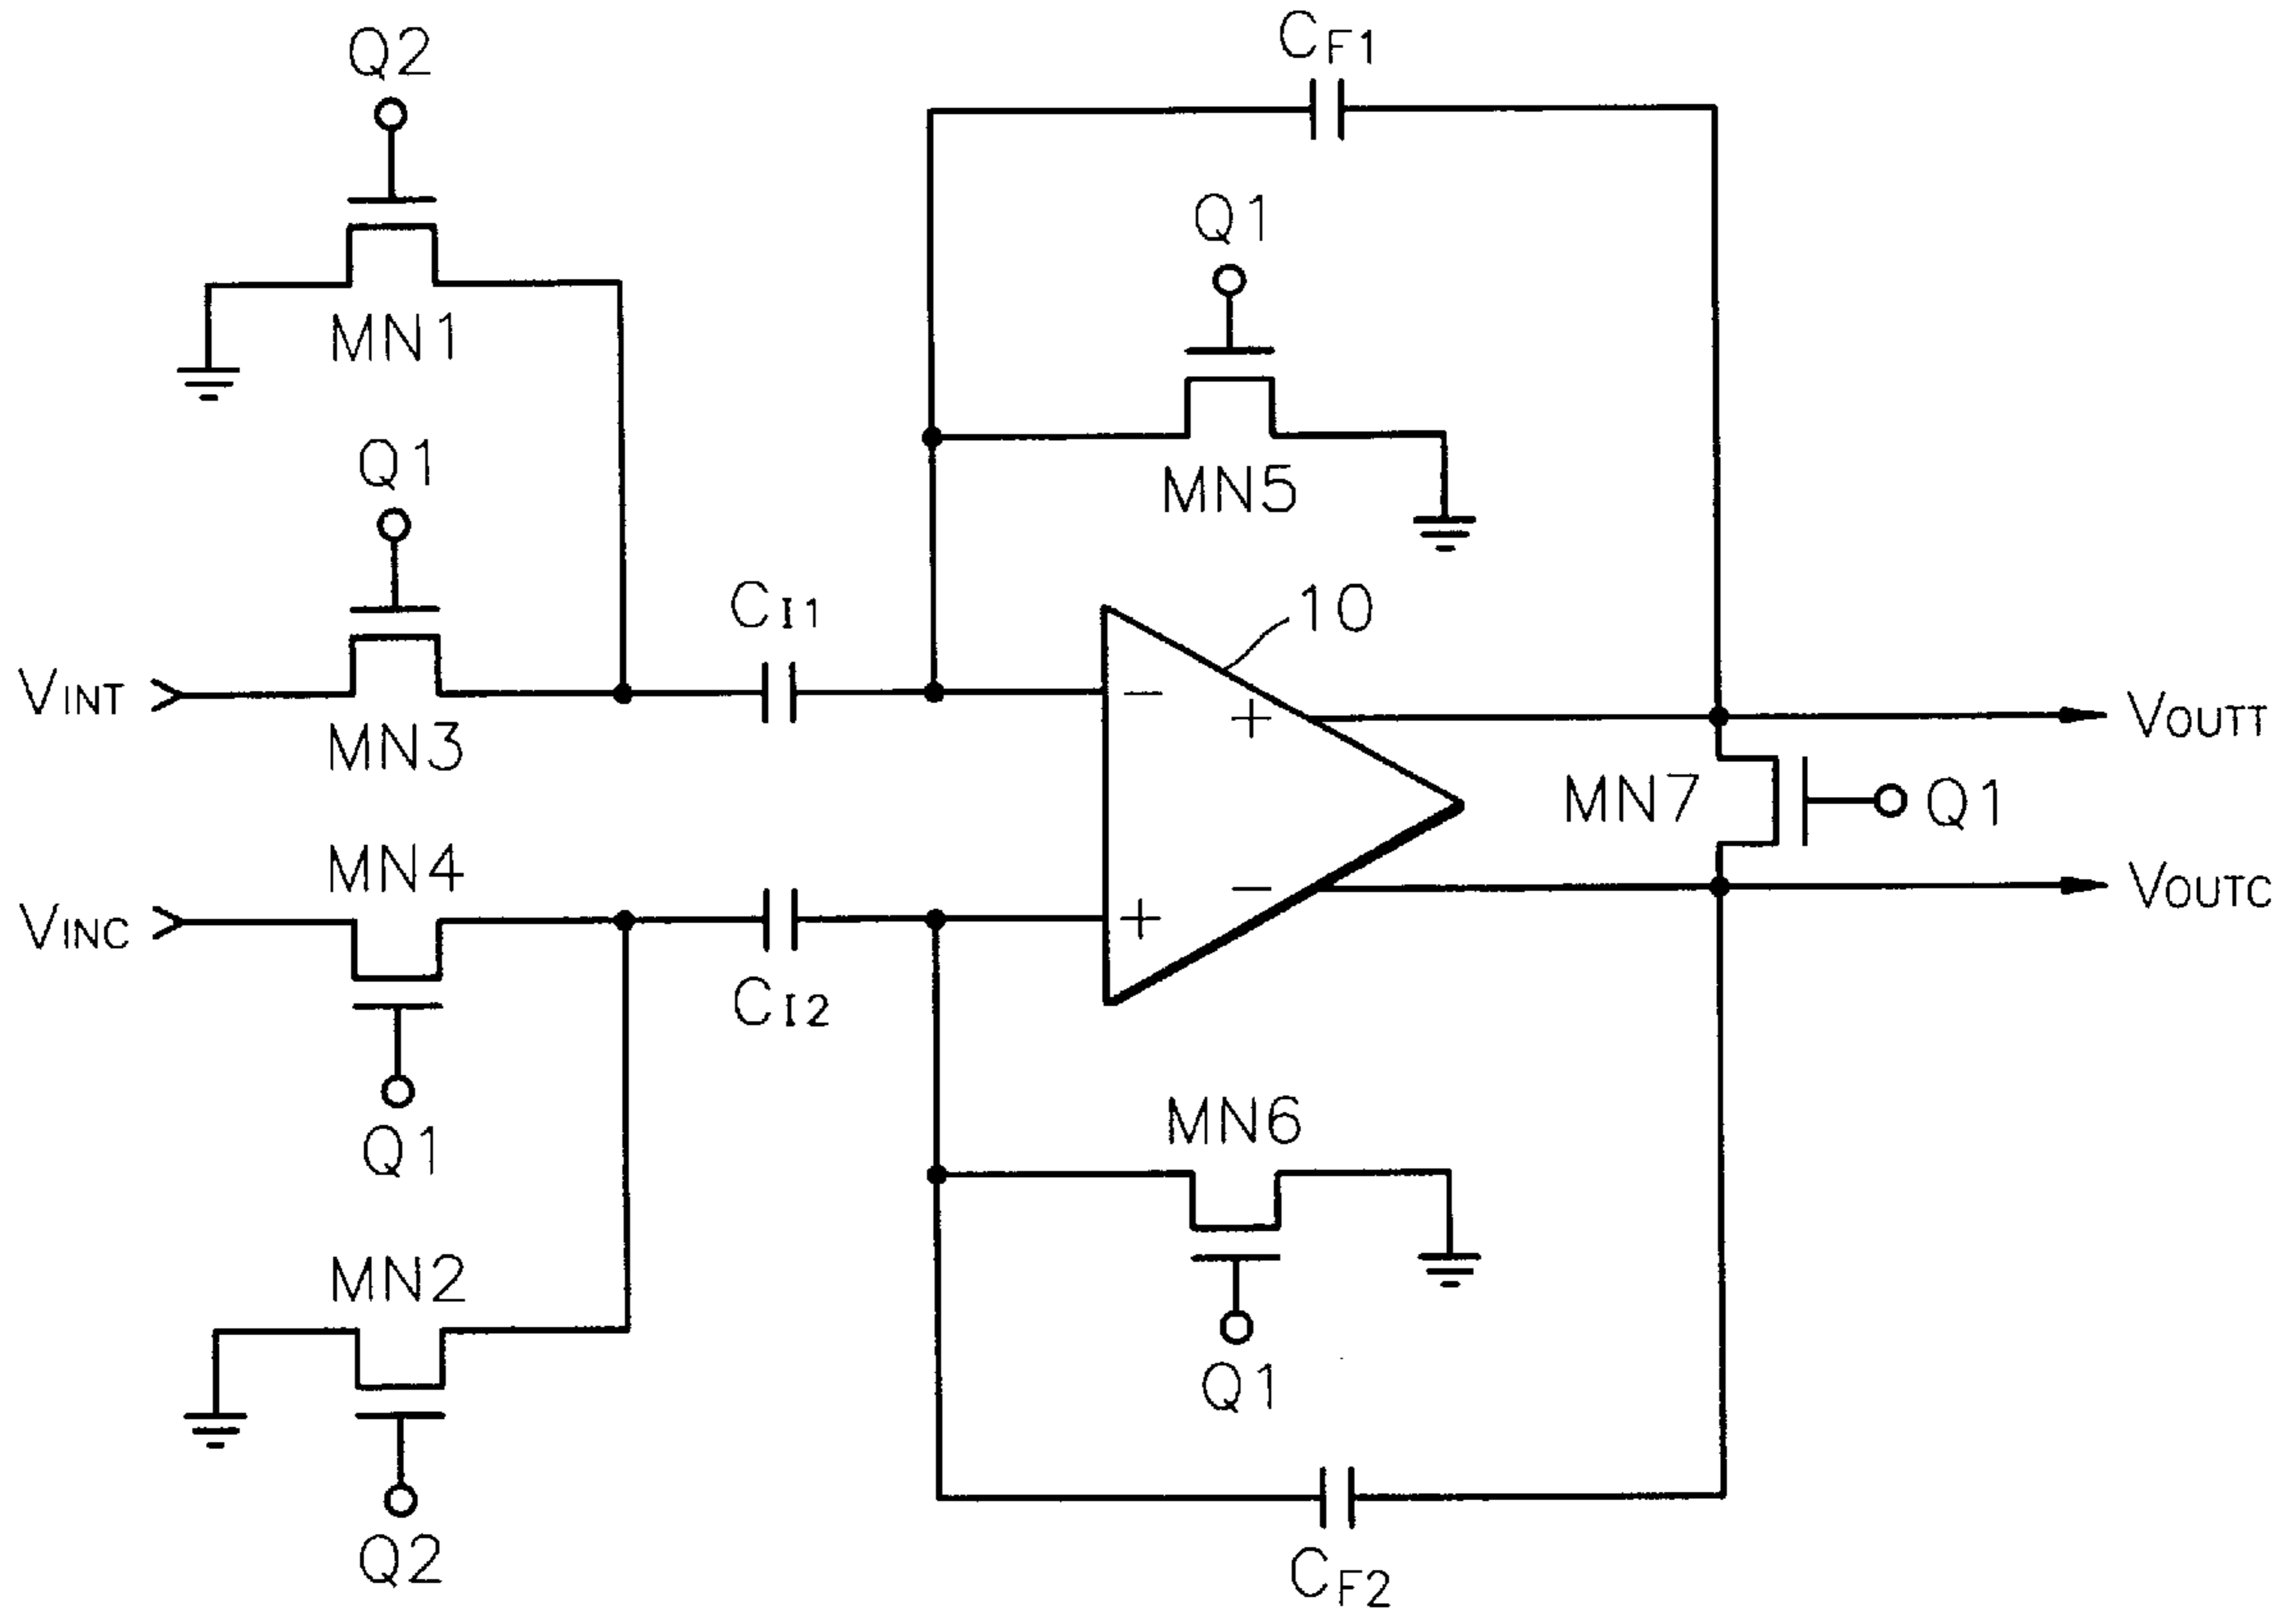 Q2
CF1
Q1
MN1
Q1
MN5
CI1
10
VINT
−
+
VOUTT
MN3
MN7
Q1
MN4
VINC
+
−
VOUTC
CI2
Q1
MN6
MN2
Q1
Q2
CF2